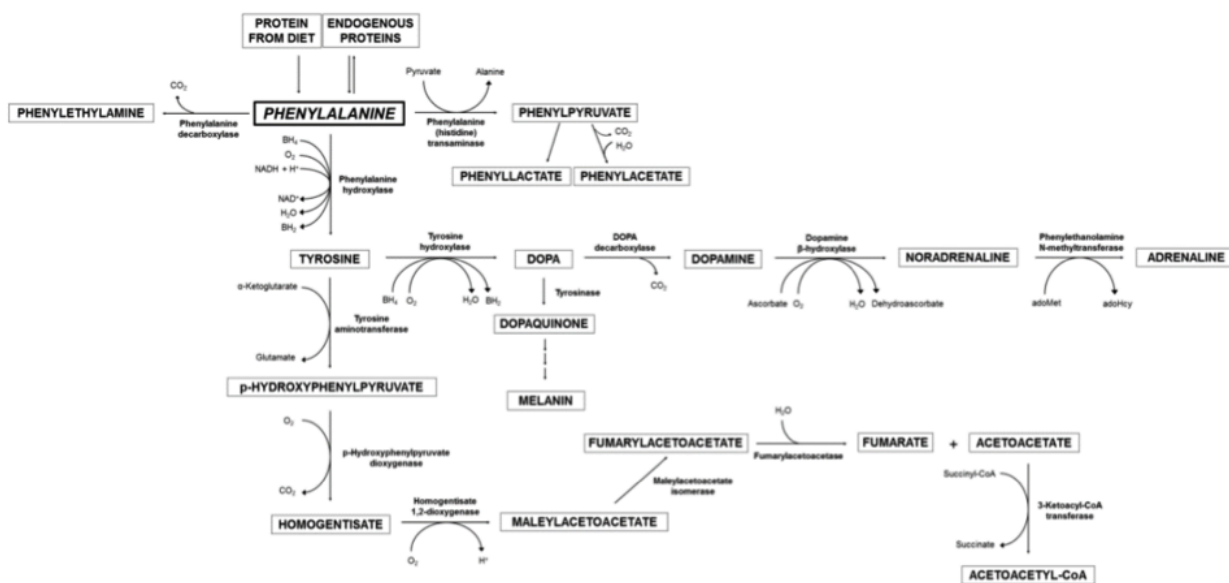 PROTEIN
FROM DIET
ENDOGENOUS
PROTEINS
CO₂
Pyruvate
Alanine
PHENYLETHYLAMINE
PHENYLALANINE
PHENYLPYRUVATE
Phenylalanine
decarboxylase
Phenylalanine
(histidine)
transaminase
CO₂
H₂O
BH₄
O₂
NADH + H⁺
Phenylalanine
hydroxylase
NAD⁺
H₂O
BH₂
PHENYLLACTATE
PHENYLACETATE
Tyrosine
hydroxylase
DOPA
decarboxylase
Dopamine
β-hydroxylase
Phenylethanolamine
N-methyltransferase
TYROSINE
DOPA
DOPAMINE
NORADRENALINE
ADRENALINE
BH₄
O₂
H₂O
BH₂
CO₂
Ascorbate
O₂
H₂O
Dehydroascorbate
adoMet
adoHcy
α-Ketoglutarate
Tyrosine
aminotransferase
Glutamate
Tyrosinase
DOPAQUINONE
MELANIN
p-HYDROXYPHENYLPYRUVATE
O₂
p-Hydroxyphenylpyruvate
dioxygenase
CO₂
HOMOGENTISATE
Homogentisate
1,2-dioxygenase
O₂
H⁺
MALEYLACETOACETATE
Maleylacetoacetate
isomerase
FUMARYLACETOACETATE
H₂O
Fumarylacetoacetase
FUMARATE
+
ACETOACETATE
Succinyl-CoA
3-Ketoacyl-CoA
transferase
Succinate
ACETOACETYL-CoA